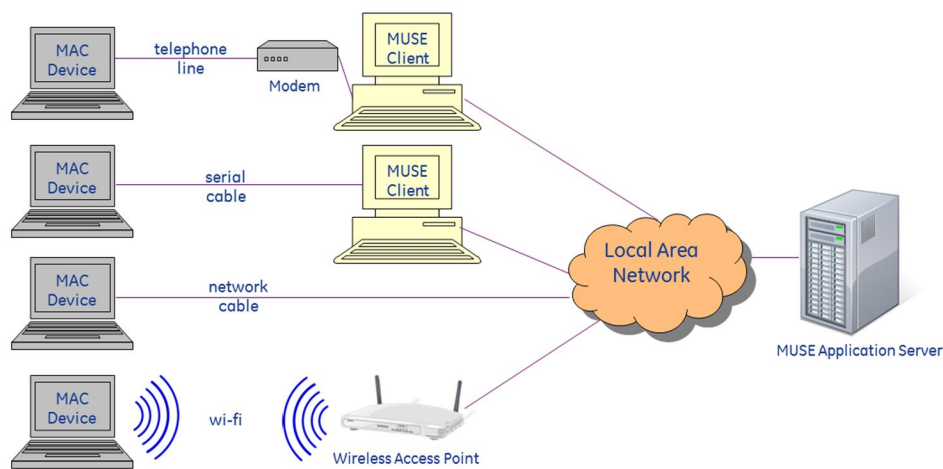 MAC
Device
telephone
line
Modem
MUSE
Client
MAC
Device
serial
cable
MUSE
Client
MAC
Device
network
cable
Local Area
Network
MUSE Application Server
MAC
Device
wi-fi
Wireless Access Point